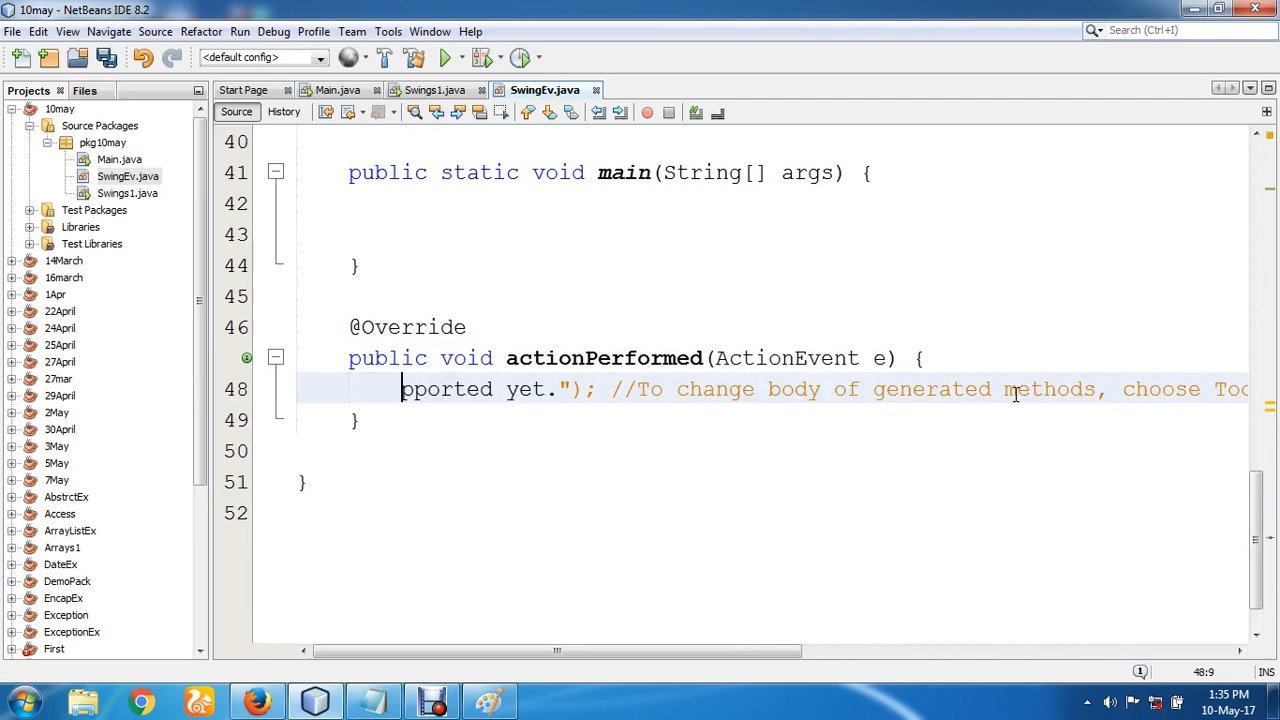 10may - NetBeans IDE 8.2
File Edit View Navigate Source Refactor Run Debug Profile Team Tools Window Help
Search (Ctrl+I)
<default config>
Projects Files
Start Page Main.java Swings1.java SwingEv.java
Source History
10may
Source Packages
pkg10may
Main.java
SwingEv.java
Swings1.java
Test Packages
Libraries
Test Libraries
14March
16march
1Apr
22April
24April
25April
27April
27mar
29April
2May
30April
3May
5May
7May
AbstrctEx
Access
ArrayListEx
Arrays1
DateEx
DemoPack
EncapEx
Exception
ExceptionEx
First
40
41 public static void main(String[] args) {
42
43
44 }
45
46 @Override
47 public void actionPerformed(ActionEvent e) {
48 pported yet."); //To change body of generated methods, choose Too
49 }
50
51 }
52
48:9 INS
1:35 PM
10-May-17